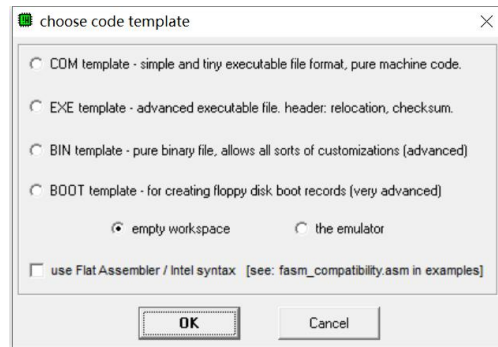 choose code template
COM template - simple and tiny executable file format, pure machine code.
EXE template - advanced executable file. header: relocation, checksum.
BIN template - pure binary file, allows all sorts of customizations (advanced)
BOOT template - for creating floppy disk boot records (very advanced)
empty workspace the emulator
use Flat Assembler / Intel syntax [see: fasm_compatibility.asm in examples]
OK Cancel